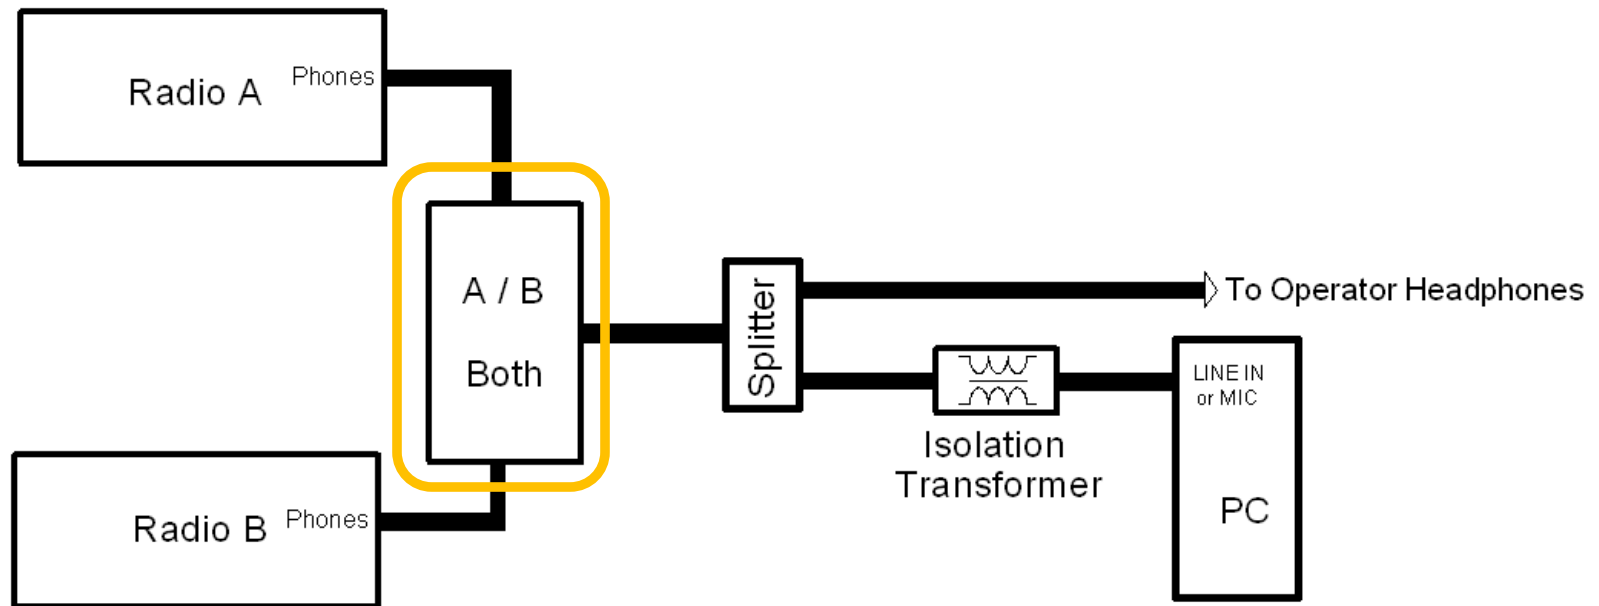 Radio A
Phones
A / B
Both
Splitter
To Operator Headphones
LINE IN
or MIC
Isolation
Transformer
PC
Radio B
Phones